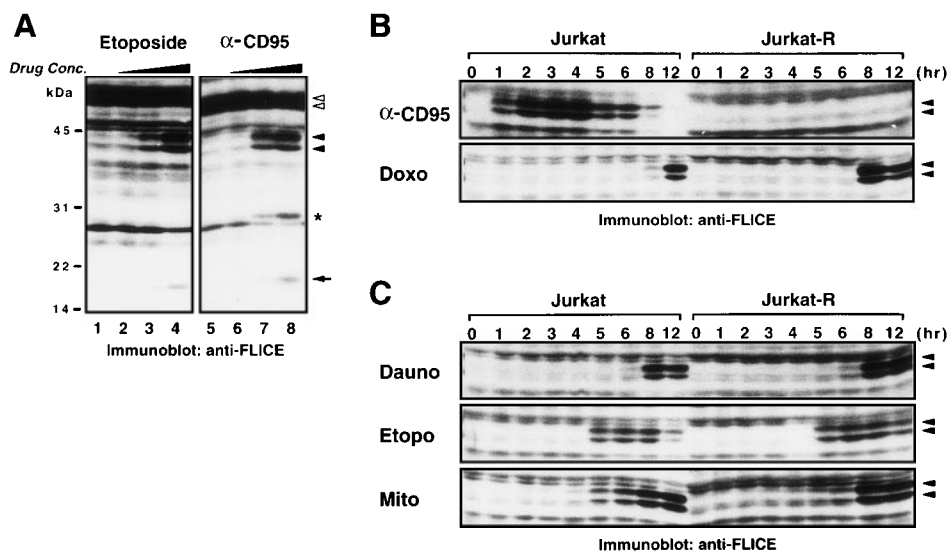 A
Etoposide α-CD95
Drug Conc.
kDa
45
31
*
22
14
1 2 3 4 5 6 7 8
Immunoblot: anti-FLICE
B
Jurkat Jurkat-R
0 1 2 3 4 5 6 8 12 0 1 2 3 4 5 6 8 12 (hr)
α-CD95
Doxo
Immunoblot: anti-FLICE
C
Jurkat Jurkat-R
0 1 2 3 4 5 6 8 12 0 1 2 3 4 5 6 8 12 (hr)
Dauno
Etopo
Mito
Immunoblot: anti-FLICE